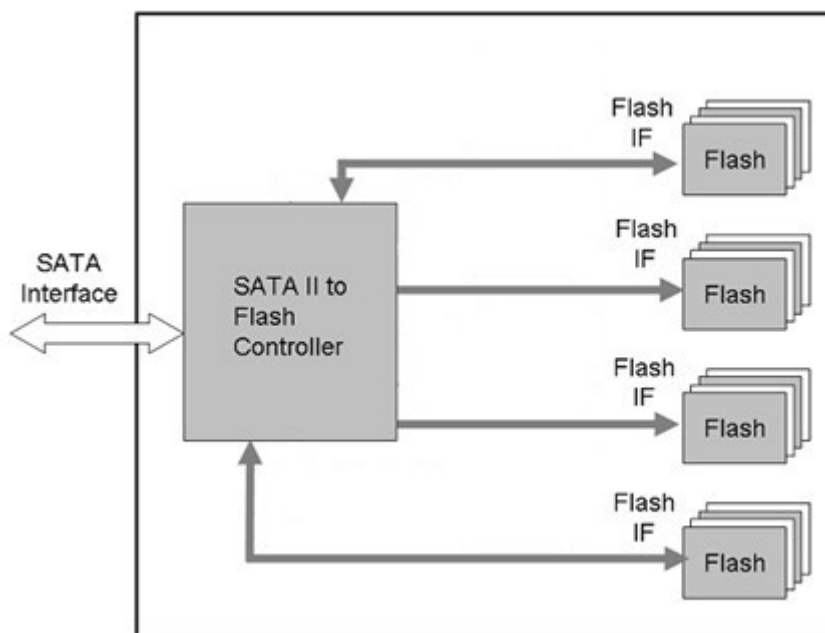 SATA
Interface
SATA II to
Flash
Controller
Flash
IF
Flash
Flash
IF
Flash
Flash
IF
Flash
Flash
IF
Flash